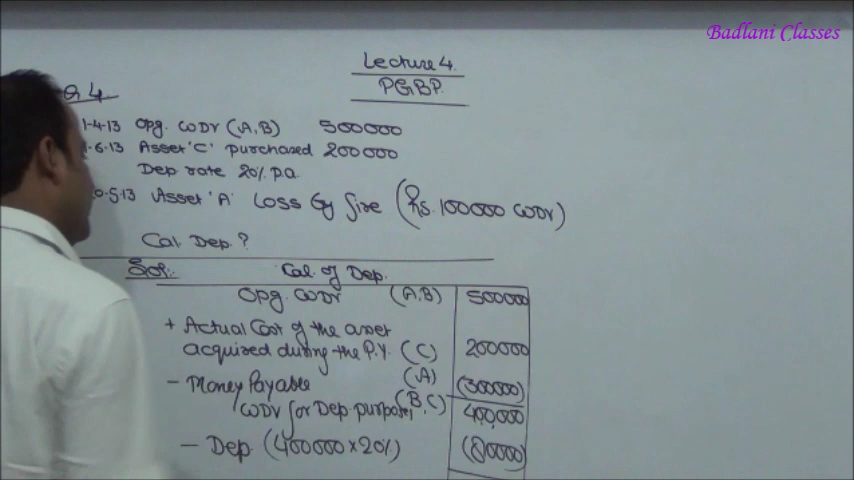 Badlani Classes
Lecture 4
PGBP.
Q 4
1-4-13 Opg. WDV (A,B) 500000
1-6-13 Asset 'C' purchased 200000
Dep rate 20% p.a
0-5-13 Asset 'A' Loss by fire (Rs. 100000 WDV)
Cal. Dep. ?
Sol:- Cal. of Dep.
Opg. WDV (A,B) 500000
+ Actual Cost of the asset
acquired during the P.Y. (C) 200000
- Money Payable (A) (300000)
WDV for Dep purpose (B,C) 400,000
- Dep (400000 x 20%) (80000)